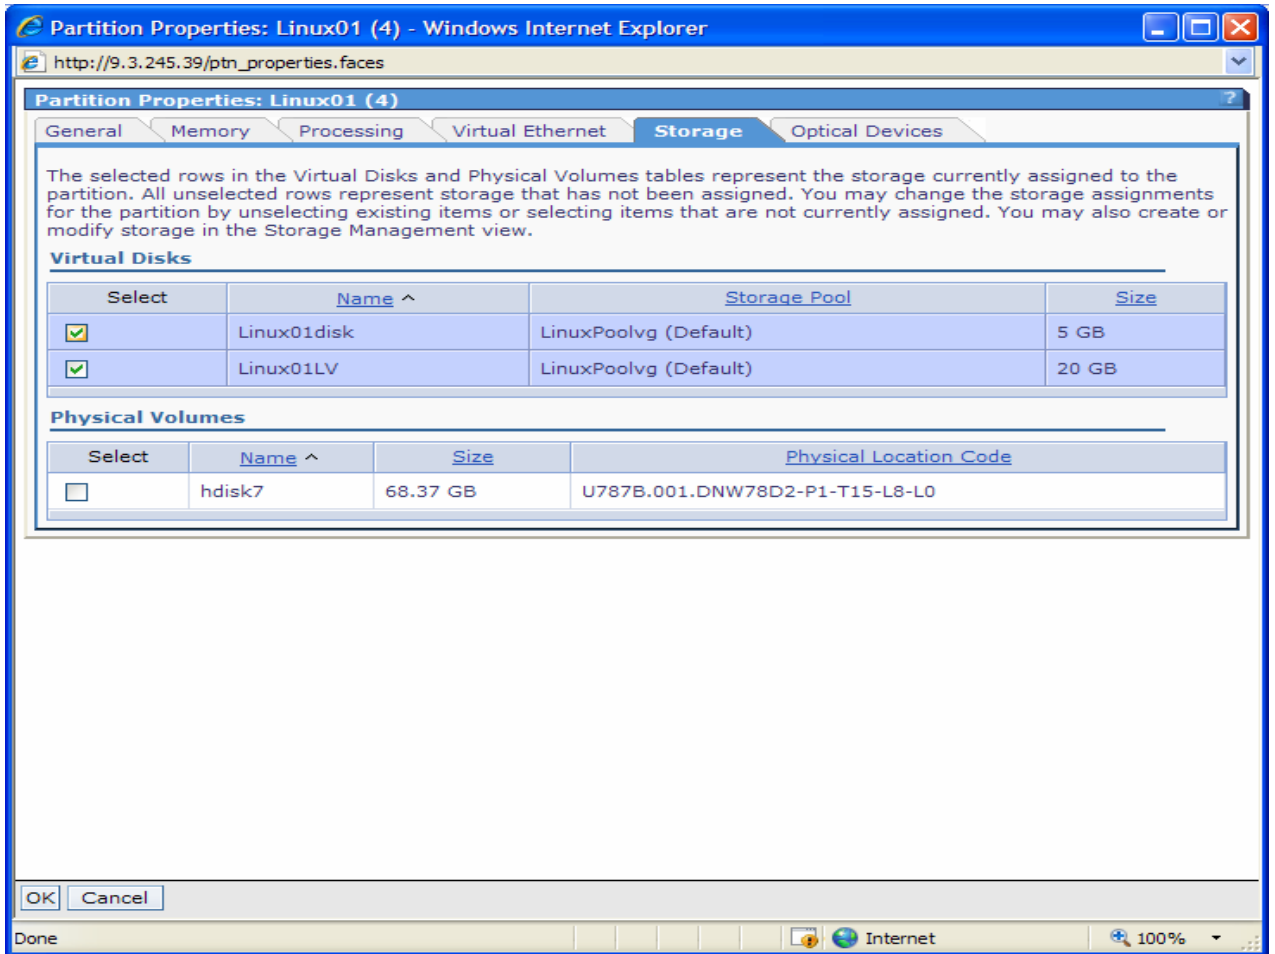 Partition Properties: Linux01 (4) - Windows Internet Explorer
http://9.3.245.39/ptn_properties.faces
Partition Properties: Linux01 (4) ?
General Memory Processing Virtual Ethernet Storage Optical Devices
The selected rows in the Virtual Disks and Physical Volumes tables represent the storage currently assigned to the
partition. All unselected rows represent storage that has not been assigned. You may change the storage assignments
for the partition by unselecting existing items or selecting items that are not currently assigned. You may also create or
modify storage in the Storage Management view.
Virtual Disks
Select Name ^ Storage Pool Size
Linux01disk LinuxPoolvg (Default) 5 GB
Linux01LV LinuxPoolvg (Default) 20 GB
Physical Volumes
Select Name ^ Size Physical Location Code
hdisk7 68.37 GB U787B.001.DNW78D2-P1-T15-L8-L0
OK Cancel
Done Internet 100%